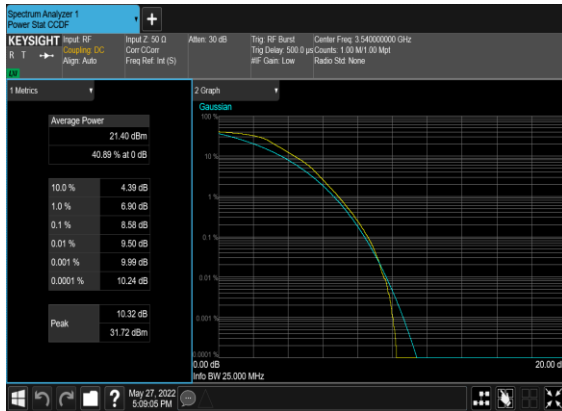 Spectrum Analyzer 1
Power Stat CCDF
+
KEYSIGHT
R T
LXI
Input: RF
Coupling: DC
Align: Auto
Input Z: 50 Ω
Corr CCorr
Freq Ref: Int (S)
Atten: 30 dB
Trig: RF Burst
Trig Delay: 500.0 µs
#IF Gain: Low
Center Freq: 3.540000000 GHz
Counts: 1.00 M/1.00 Mpt
Radio Std: None
1 Metrics
Average Power
21.40 dBm
40.89 % at 0 dB
10.0 % 4.39 dB
1.0 % 6.90 dB
0.1 % 8.58 dB
0.01 % 9.50 dB
0.001 % 9.99 dB
0.0001 % 10.24 dB
Peak
10.32 dB
31.72 dBm
2 Graph
Gaussian
100 %
10 %
1 %
0.1 %
0.01 %
0.001 %
0.0001 %
0.00 dB
20.00 d
Info BW 25.000 MHz
?
May 27, 2022
5:09:05 PM